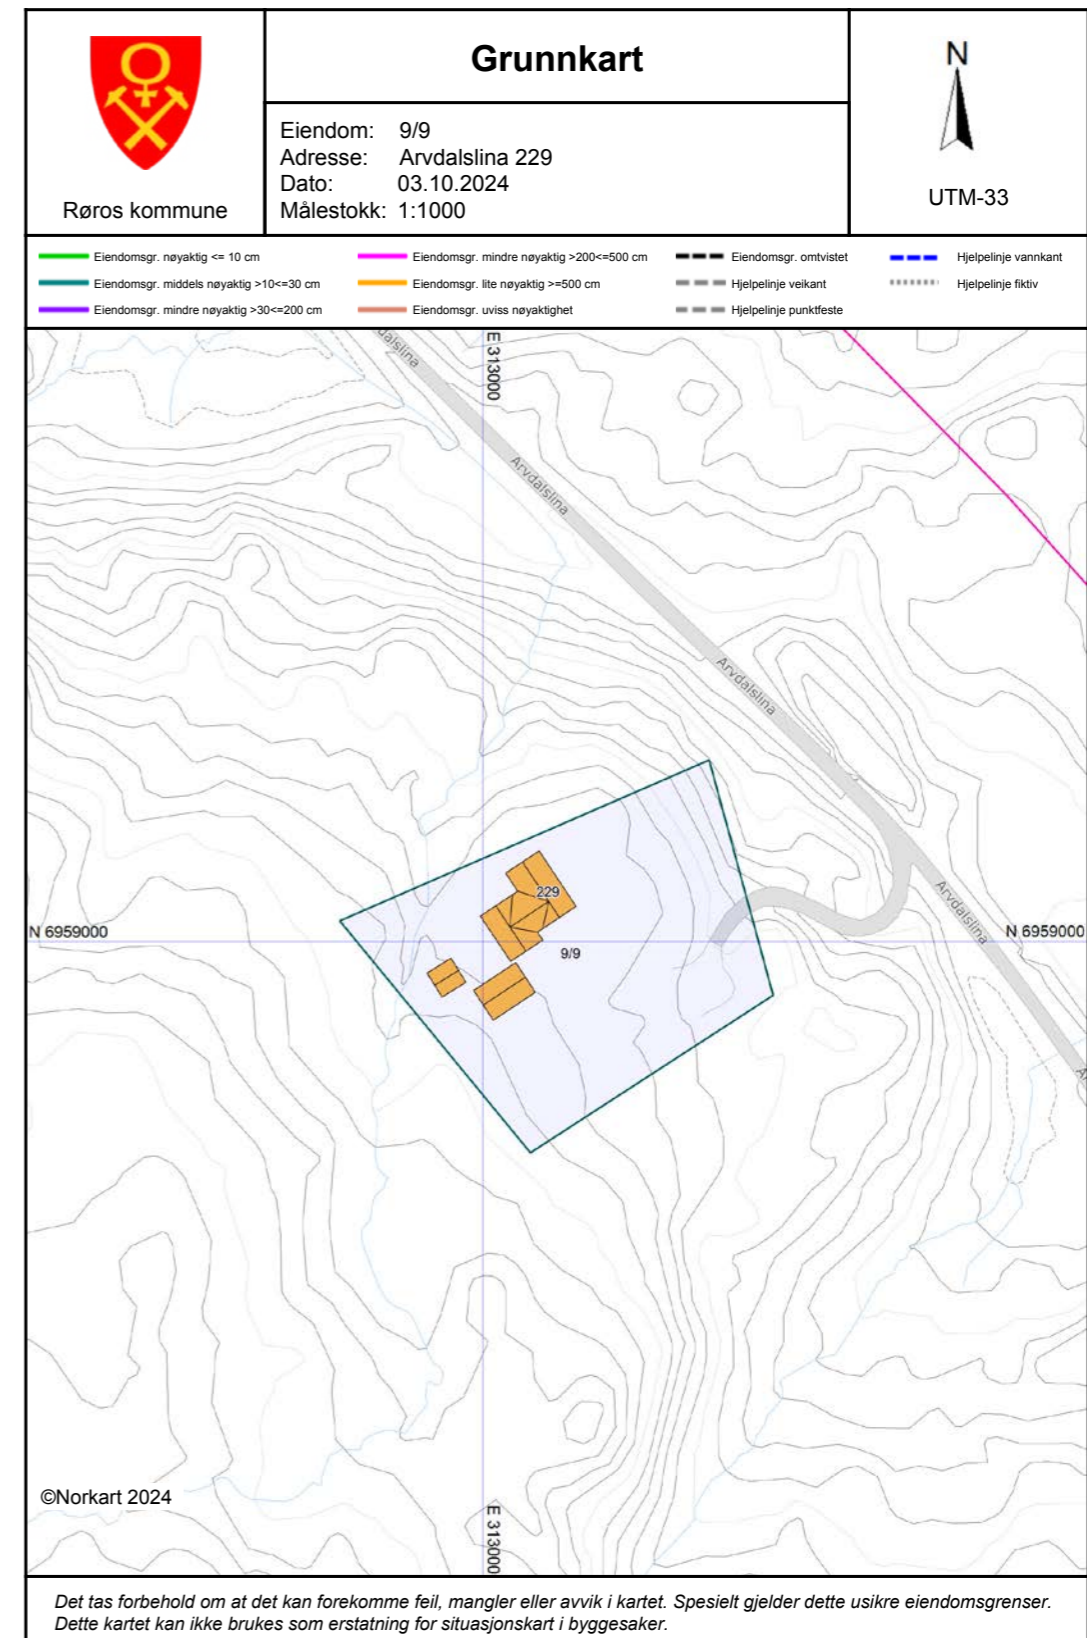 Grunnkart
N
Eiendom: 9/9
Adresse: Arvdalslina 229
Dato: 03.10.2024
Målestokk: 1:1000
Røros kommune
UTM-33
Eiendomsgr. nøyaktig <= 10 cm
Eiendomsgr. middels nøyaktig >10<=30 cm
Eiendomsgr. mindre nøyaktig >30<=200 cm
Eiendomsgr. mindre nøyaktig >200<=500 cm
Eiendomsgr. lite nøyaktig >=500 cm
Eiendomsgr. uviss nøyaktighet
Eiendomsgr. omtvistet
Hjelpelinje veikant
Hjelpelinje punktfeste
Hjelpelinje vannkant
Hjelpelinje fiktiv
E 313000
Arvdalslina
Arvdalslina
229
Arvdalslina
N 6959000
N 6959000
9/9
©Norkart 2024
E 313000
Det tas forbehold om at det kan forekomme feil, mangler eller avvik i kartet. Spesielt gjelder dette usikre eiendomsgrenser.
Dette kartet kan ikke brukes som erstatning for situasjonskart i byggesaker.